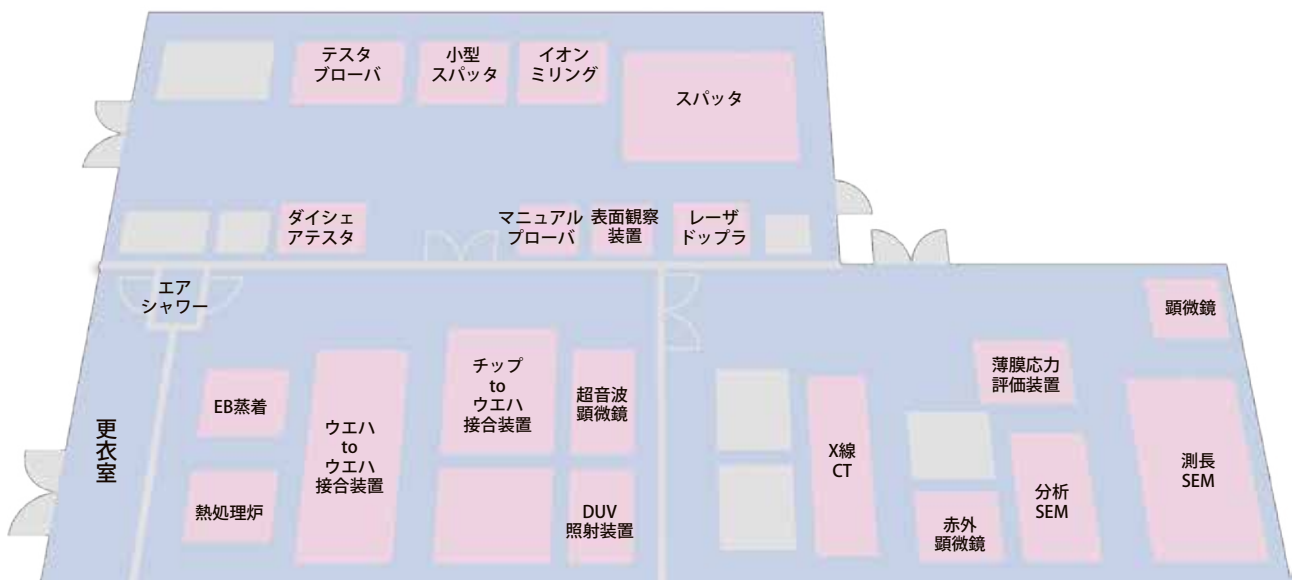 テスタ
ブローバ
小型
スパッタ
イオン
ミリング
スパッタ
ダイシェ
アテスタ
マニュアル
プローバ
表面観察
装置
レーザ
ドップラ
エア
シャワー
顕微鏡
EB蒸着
ウエハ
to
ウエハ
接合装置
チップ
to
ウエハ
接合装置
超音波
顕微鏡
薄膜応力
評価装置
更衣室
X線
CT
測長
SEM
熱処理炉
DUV
照射装置
赤外
顕微鏡
分析
SEM